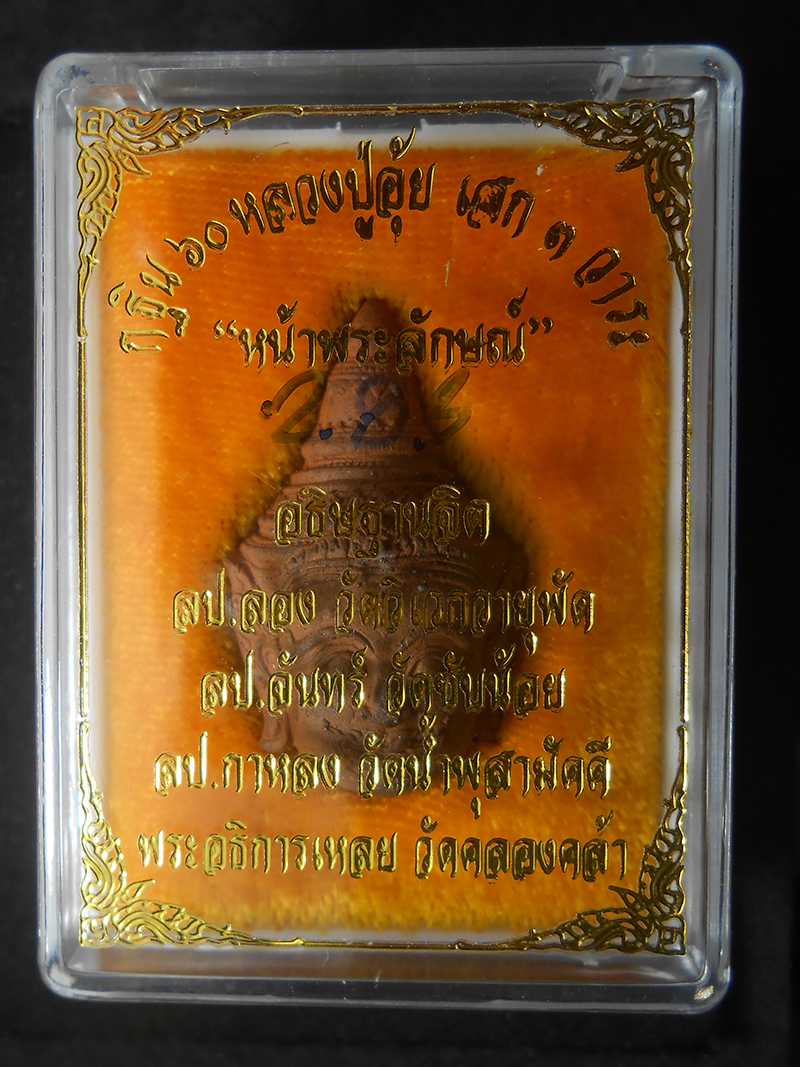 กฐิน ๖๐ หลวงปู่อุ้ย เสก ๓ วาระ
“หน้าพระลักษณ์”
อธิษฐานจิต
ลป.ลอง วัดวิเวกวายุพัด
ลป.จันทร์ วัดซับน้อย
ลป.กาหลง วัดน้ำพุสามัคคี
พระอธิการเหลย วัดคลองคล้า